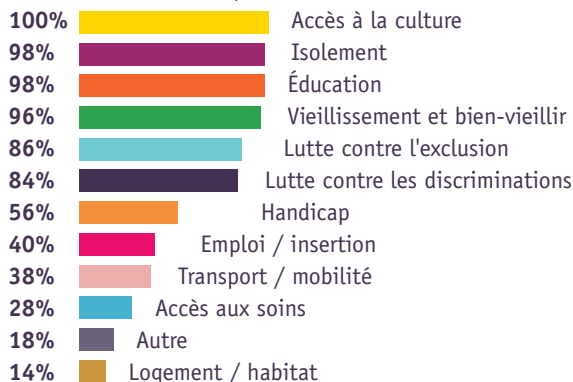 100% Accès à la culture
98% Isolement
98% Éducation
96% Vieillissement et bien-vieillir
86% Lutte contre l'exclusion
84% Lutte contre les discriminations
56% Handicap
40% Emploi / insertion
38% Transport / mobilité
28% Accès aux soins
18% Autre
14% Logement / habitat